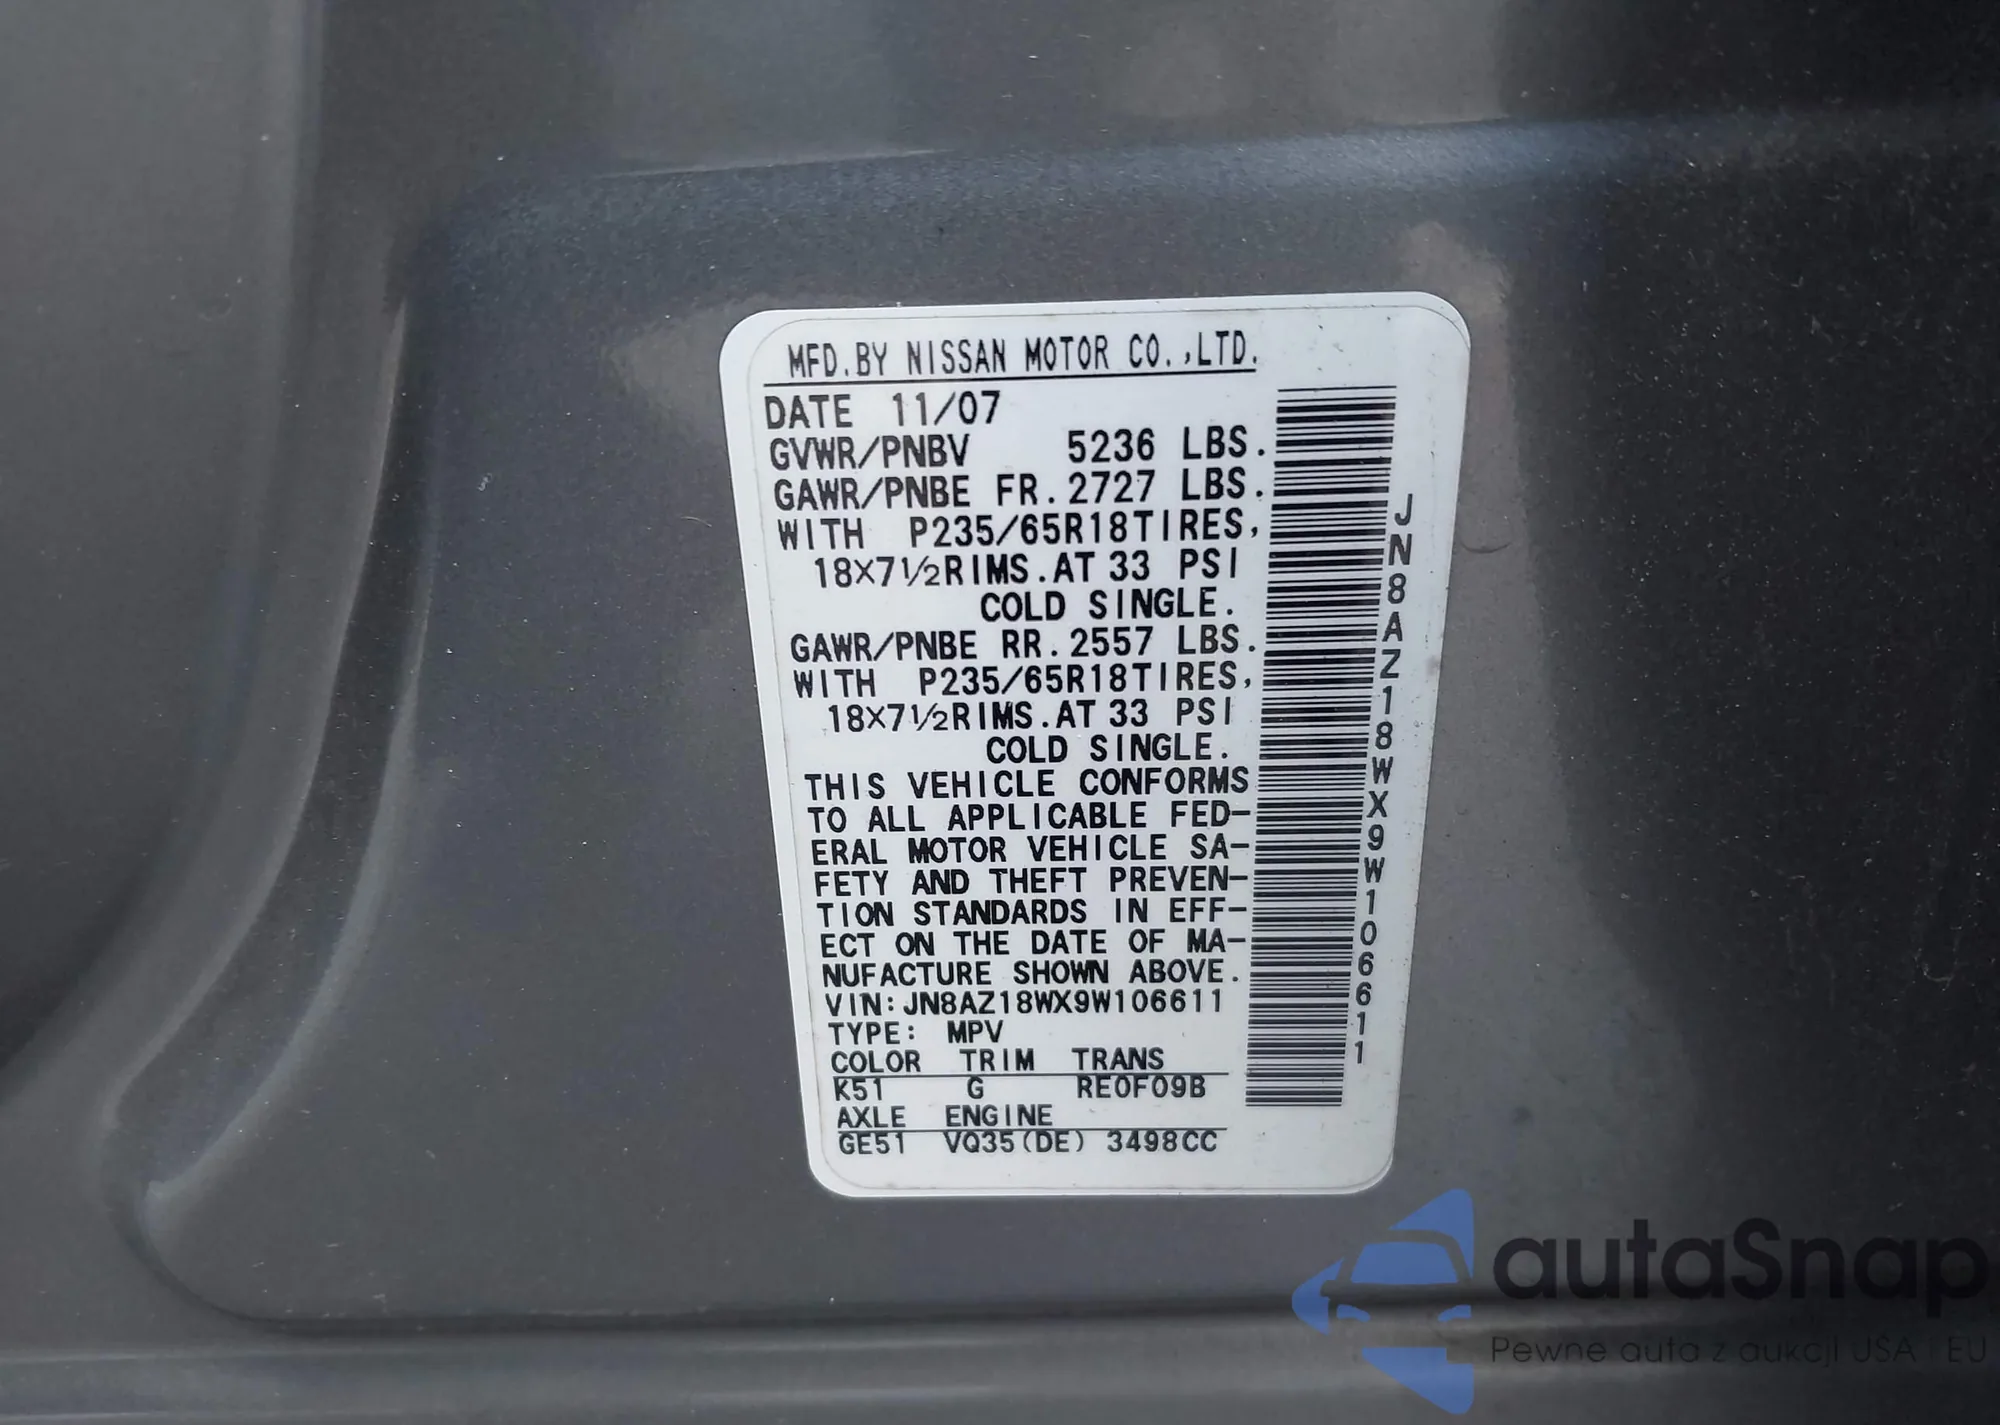 MFD.BY NISSAN MOTOR CO.,LTD.
DATE 11/07
GVWR/PNBV 5236 LBS.
GAWR/PNBE FR.2727 LBS.
WITH P235/65R18TIRES,
18×7½RIMS.AT 33 PSI
COLD SINGLE.
GAWR/PNBE RR.2557 LBS.
WITH P235/65R18TIRES,
18×7½RIMS.AT 33 PSI
COLD SINGLE.
THIS VEHICLE CONFORMS
TO ALL APPLICABLE FED-
ERAL MOTOR VEHICLE SA-
FETY AND THEFT PREVEN-
TION STANDARDS IN EFF-
ECT ON THE DATE OF MA-
NUFACTURE SHOWN ABOVE.
VIN:JN8AZ18WX9W106611
TYPE: MPV
COLOR TRIM TRANS
K51 G RE0F09B
AXLE ENGINE
GE51 VQ35(DE) 3498CC
JN8AZ18WX9W106611
autaSnap
Pewne auta z aukcji USA i EU